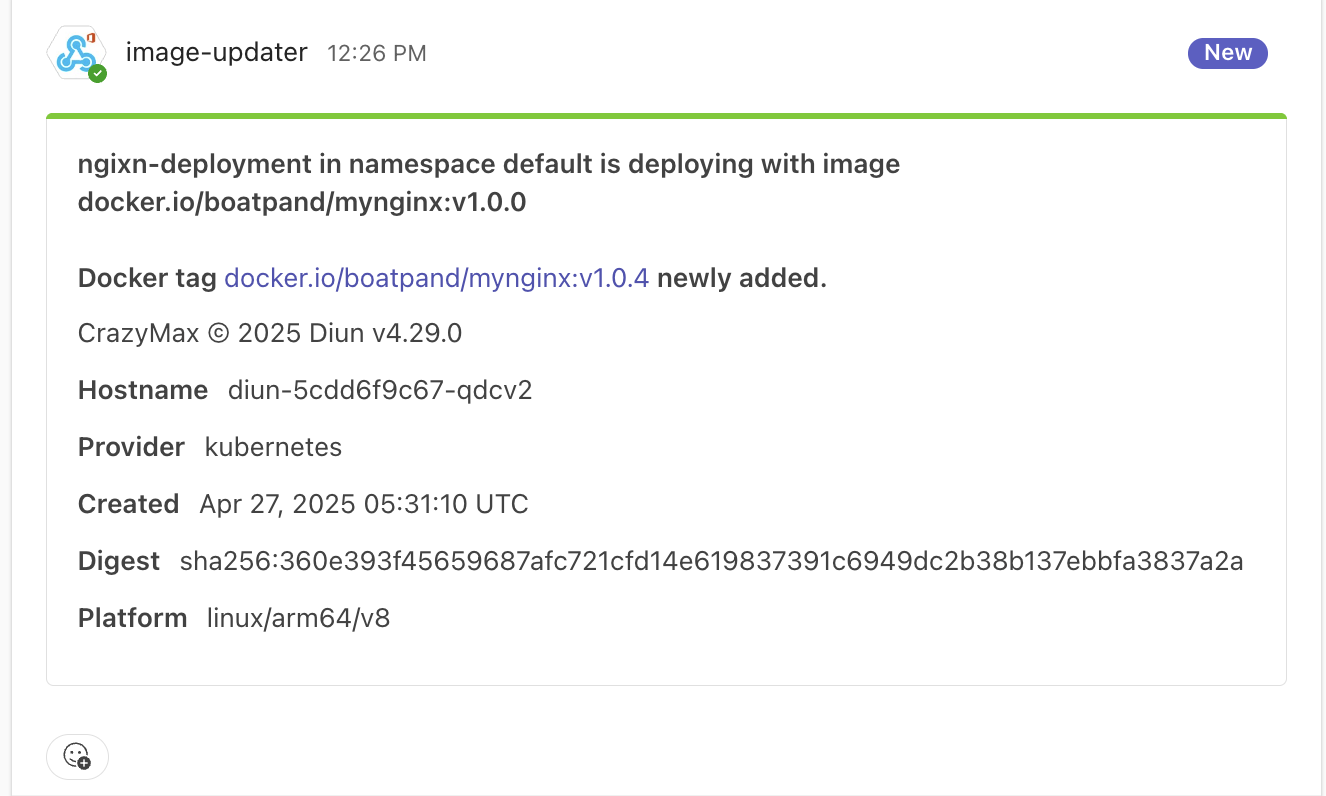 image-updater 12:26 PM
New
ngixn-deployment in namespace default is deploying with image
docker.io/boatpand/mynginx:v1.0.0
Docker tag docker.io/boatpand/mynginx:v1.0.4 newly added.
CrazyMax © 2025 Diun v4.29.0
Hostname diun-5cdd6f9c67-qdcv2
Provider kubernetes
Created Apr 27, 2025 05:31:10 UTC
Digest sha256:360e393f45659687afc721cfd14e619837391c6949dc2b38b137ebbfa3837a2a
Platform linux/arm64/v8